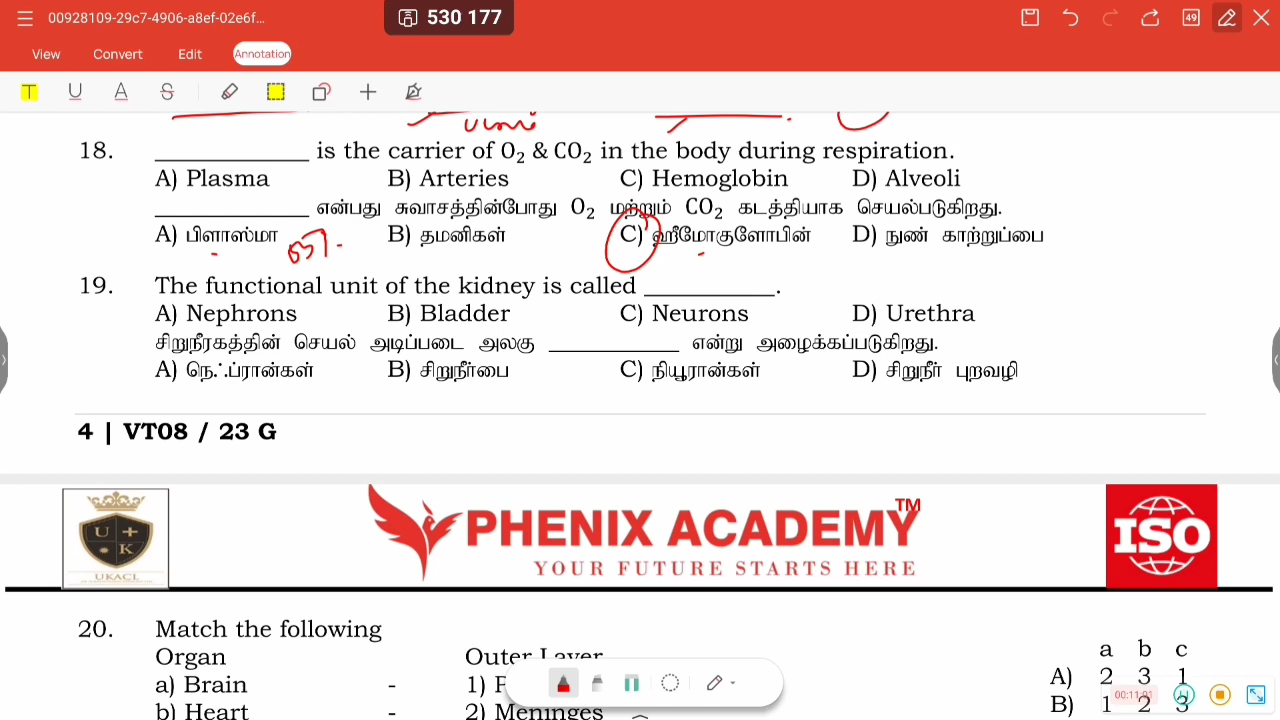 00928109-29c7-4906-a8ef-02e6f...
530 177
49
View Convert Edit Annotation
T U A S
18. ____________ is the carrier of O₂ & CO₂ in the body during respiration.
A) Plasma B) Arteries C) Hemoglobin D) Alveoli
____________ என்பது சுவாசத்தின்போது O₂ மற்றும் CO₂ கடத்தியாக செயல்படுகிறது.
A) பிளாஸ்மா 55%. B) தமனிகள் C) ஹீமோகுளோபின் D) நுண் காற்றுப்பை
19. The functional unit of the kidney is called __________.
A) Nephrons B) Bladder C) Neurons D) Urethra
சிறுநீரகத்தின் செயல் அடிப்படை அலகு __________ என்று அழைக்கப்படுகிறது.
A) நெஃப்ரான்கள் B) சிறுநீர்பை C) நியூரான்கள் D) சிறுநீர் புறவழி
4 | VT08 / 23 G
U + K
UKACL
PHENIX ACADEMY™
YOUR FUTURE STARTS HERE
ISO
20. Match the following
Organ Outer Layer a b c
a) Brain - 1) P A) 2 3 1
b) Heart - 2) Meninges B) 1 2 3